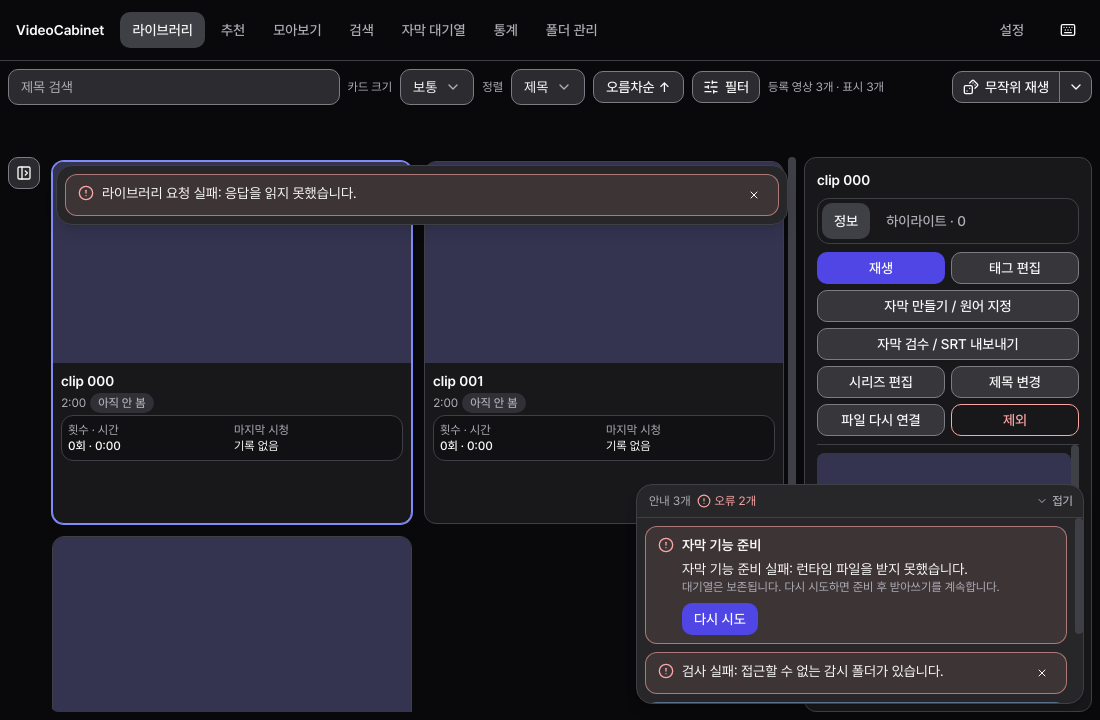 VideoCabinet 라이브러리 추천 모아보기 검색 자막 대기열 통계 폴더 관리 설정
제목 검색 카드 크기 보통 정렬 제목 오름차순 ↑ 필터 등록 영상 3개 · 표시 3개 무작위 재생
라이브러리 요청 실패: 응답을 읽지 못했습니다.
clip 000
2:00 아직 안 봄
횟수 · 시간 마지막 시청
0회 · 0:00 기록 없음
clip 001
2:00 아직 안 봄
횟수 · 시간 마지막 시청
0회 · 0:00 기록 없음
clip 000
정보 하이라이트 · 0
재생 태그 편집
자막 만들기 / 원어 지정
자막 검수 / SRT 내보내기
시리즈 편집 제목 변경
파일 다시 연결 제외
안내 3개 오류 2개 접기
자막 기능 준비
자막 기능 준비 실패: 런타임 파일을 받지 못했습니다.
대기열은 보존됩니다. 다시 시도하면 준비 후 받아쓰기를 계속합니다.
다시 시도
검사 실패: 접근할 수 없는 감시 폴더가 있습니다.